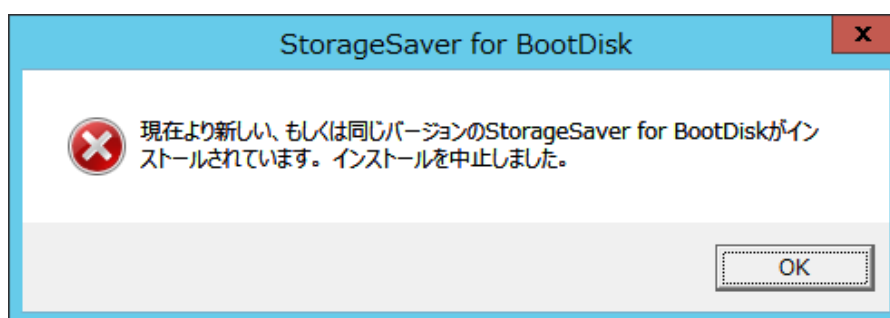 StorageSaver for BootDisk
x
現在より新しい、もしくは同じバージョンのStorageSaver for BootDiskがイン
ストールされています。インストールを中止しました。
OK